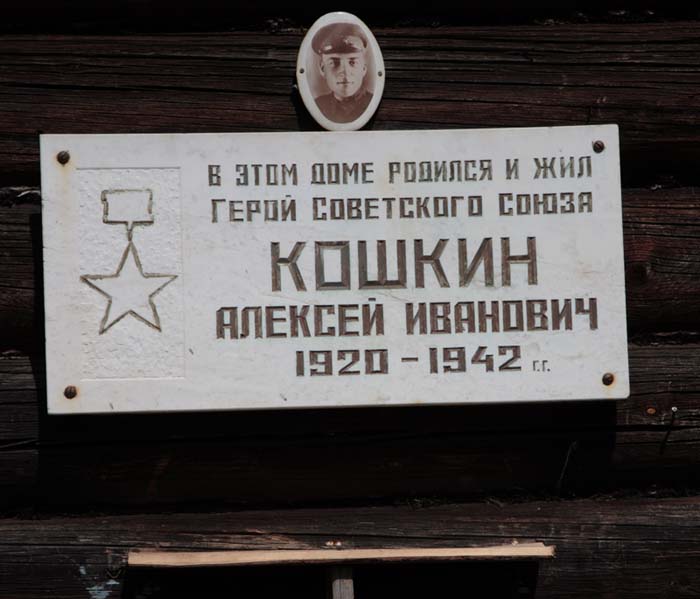 В ЭТОМ ДОМЕ РОДИЛСЯ И ЖИЛ
ГЕРОЙ СОВЕТСКОГО СОЮЗА
КОШКИН
АЛЕКСЕЙ ИВАНОВИЧ
1920 - 1942 г.г.